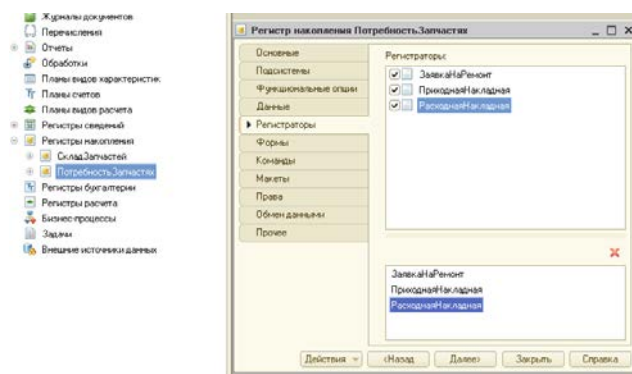 Журналы документов
Перечисления
Отчеты
Обработки
Планы видов характеристик
Планы счетов
Планы видов расчета
Регистры сведений
Регистры накопления
СкладЗапчастей
ПотребностьЗапчастях
Регистры бухгалтерии
Регистры расчета
Бизнес-процессы
Задачи
Внешние источники данных
Регистр накопления ПотребностьЗапчастях
Основные
Подсистемы
Функциональные опции
Данные
Регистраторы
Формы
Команды
Макеты
Права
Обмен данными
Прочее
Регистраторы:
ЗаявкаНаРемонт
ПриходнаяНакладная
РасходнаяНакладная
ЗаявкаНаРемонт
ПриходнаяНакладная
РасходнаяНакладная
Действия
<Назад
Далее>
Закрыть
Справка